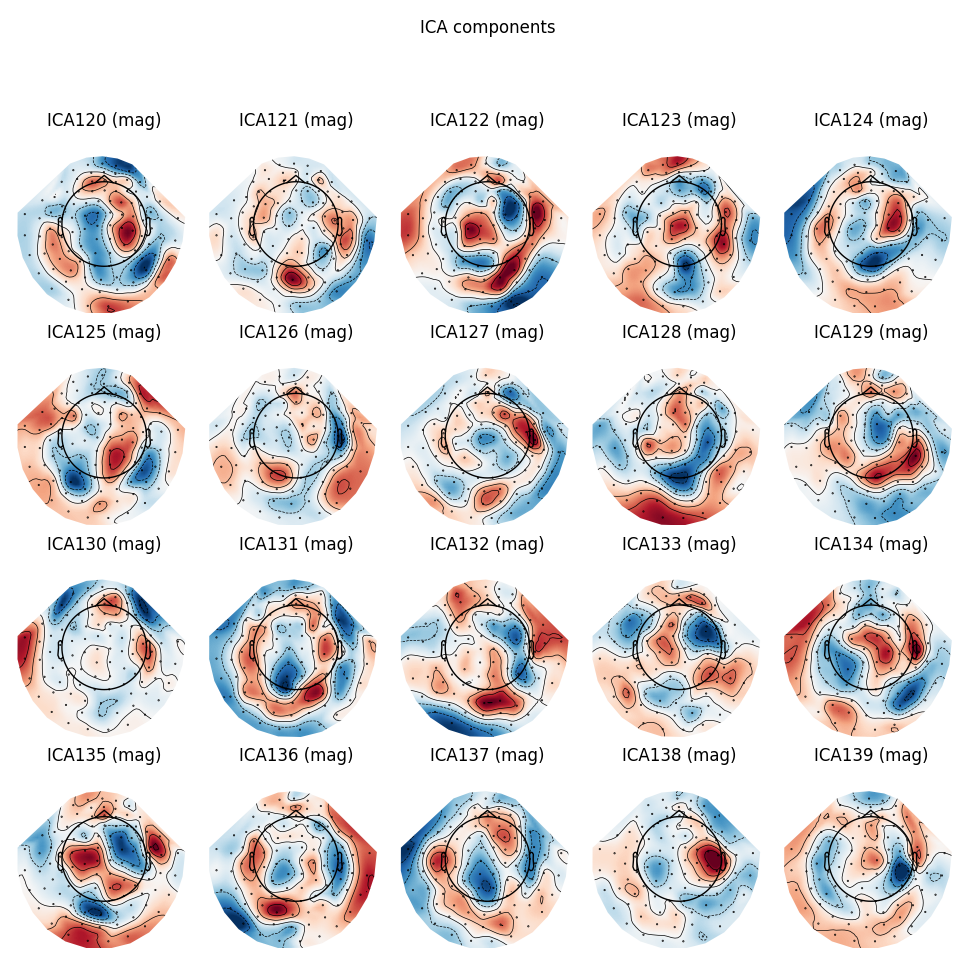 ICA components
ICA120 (mag) ICA121 (mag) ICA122 (mag) ICA123 (mag) ICA124 (mag)
ICA125 (mag) ICA126 (mag) ICA127 (mag) ICA128 (mag) ICA129 (mag)
ICA130 (mag) ICA131 (mag) ICA132 (mag) ICA133 (mag) ICA134 (mag)
ICA135 (mag) ICA136 (mag) ICA137 (mag) ICA138 (mag) ICA139 (mag)